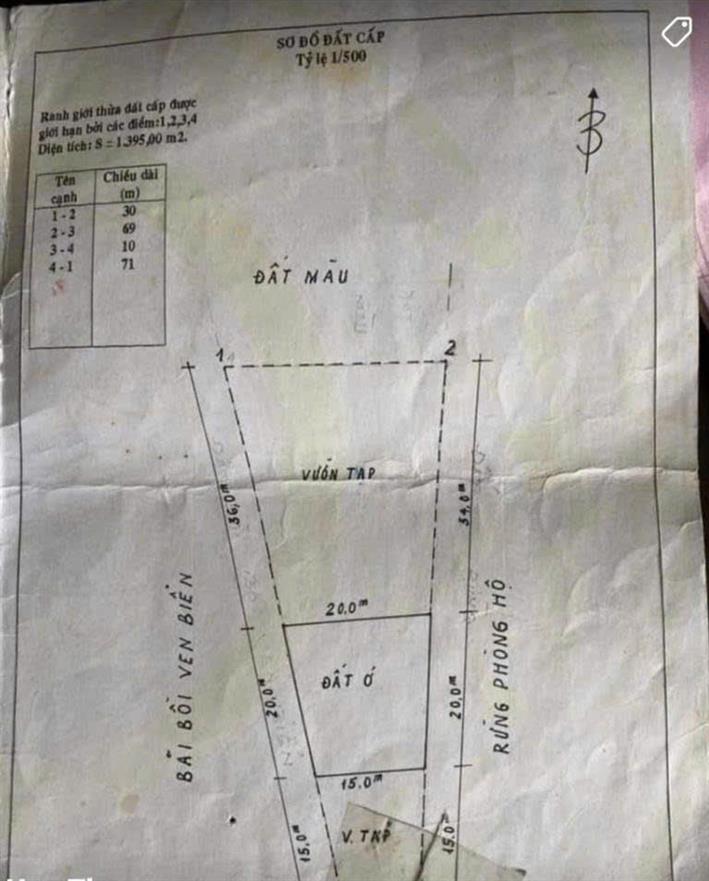 SƠ ĐỒ ĐẤT CẤP
Tỷ lệ 1/500
Ranh giới thửa đất cấp được
giới hạn bởi các điểm:1,2,3,4
Diện tích: S = 1.395,00 m2.
Tên cạnh Chiều dài (m)
1 - 2 30
2 - 3 69
3 - 4 10
4 - 1 71
B
ĐẤT MÀU
1
2
VƯỜN TẠP
36,0m
34,0m
20,0m
BÃI BỒI VEN BIỂN
RỪNG PHÒNG HỘ
ĐẤT Ở
20,0m
20,0m
15.0m
15,0m
V. TẠP
15.0m